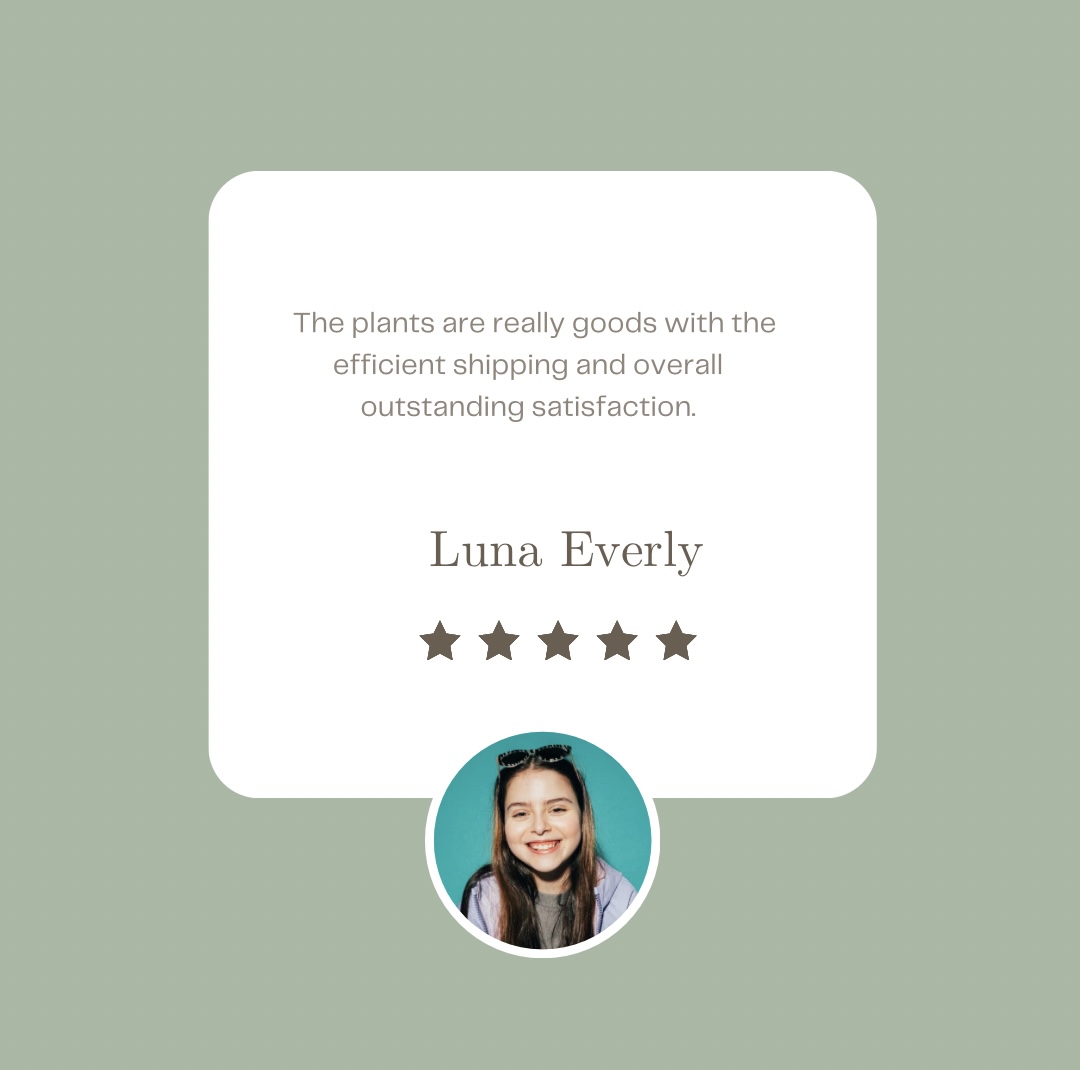 The plants are really goods with the
efficient shipping and overall
outstanding satisfaction.
Luna Everly